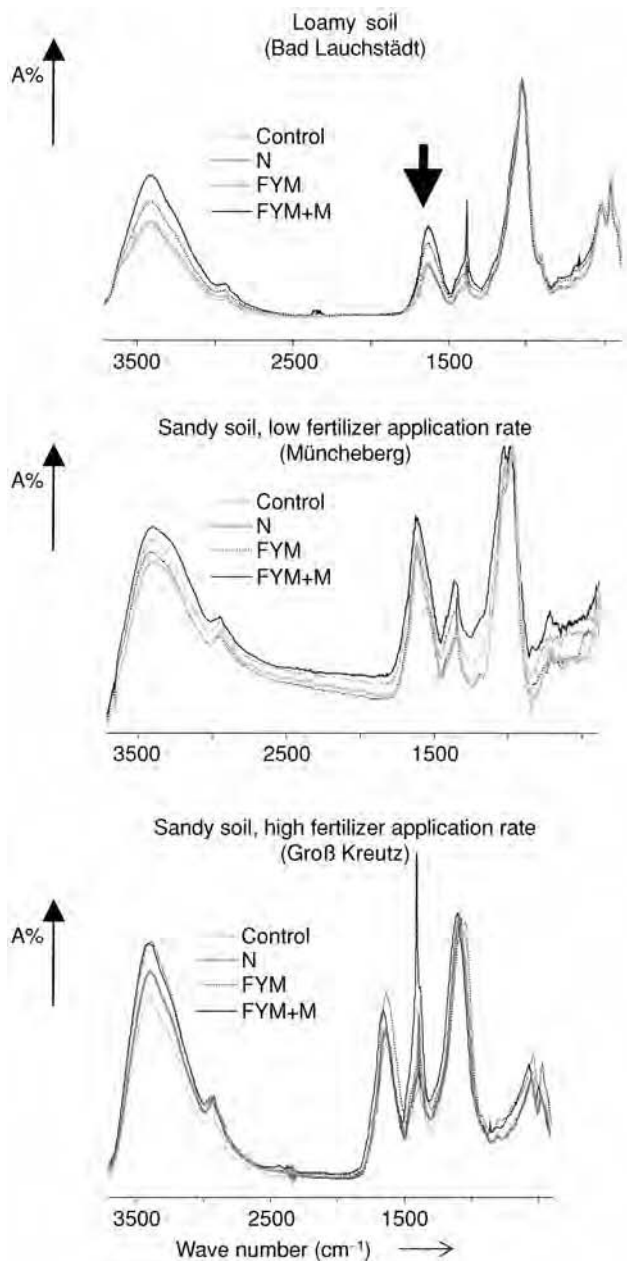 Loamy soil
(Bad Lauchstädt)
A%
Control
N
FYM
FYM+M
3500
2500
1500
Sandy soil, low fertilizer application rate
(Müncheberg)
A%
Control
N
FYM
FYM+M
3500
2500
1500
Sandy soil, high fertilizer application rate
(Groß Kreutz)
A%
Control
N
FYM
FYM+M
3500
2500
1500
Wave number (cm⁻¹)